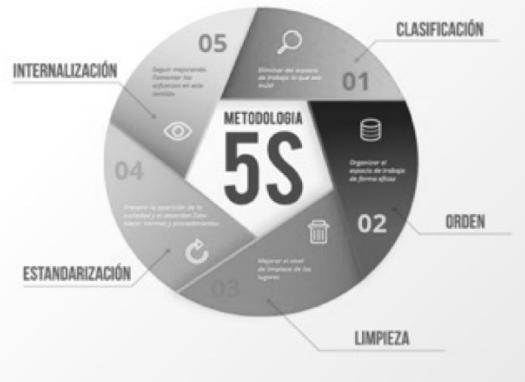 CLASIFICACIÓN
01
Eliminar del espacio
de trabajo lo que sea
inútil
ORDEN
02
Organizar el
espacio de trabajo
de forma eficaz
LIMPIEZA
03
Mejorar el nivel
de limpieza de los
lugares
ESTANDARIZACIÓN
04
Prevenir la aparición de la
suciedad y el desorden
normas y procedimientos
INTERNALIZACIÓN
05
Seguir mejorando
Fomentar los
esfuerzos en este
sentido
METODOLOGIA
5S